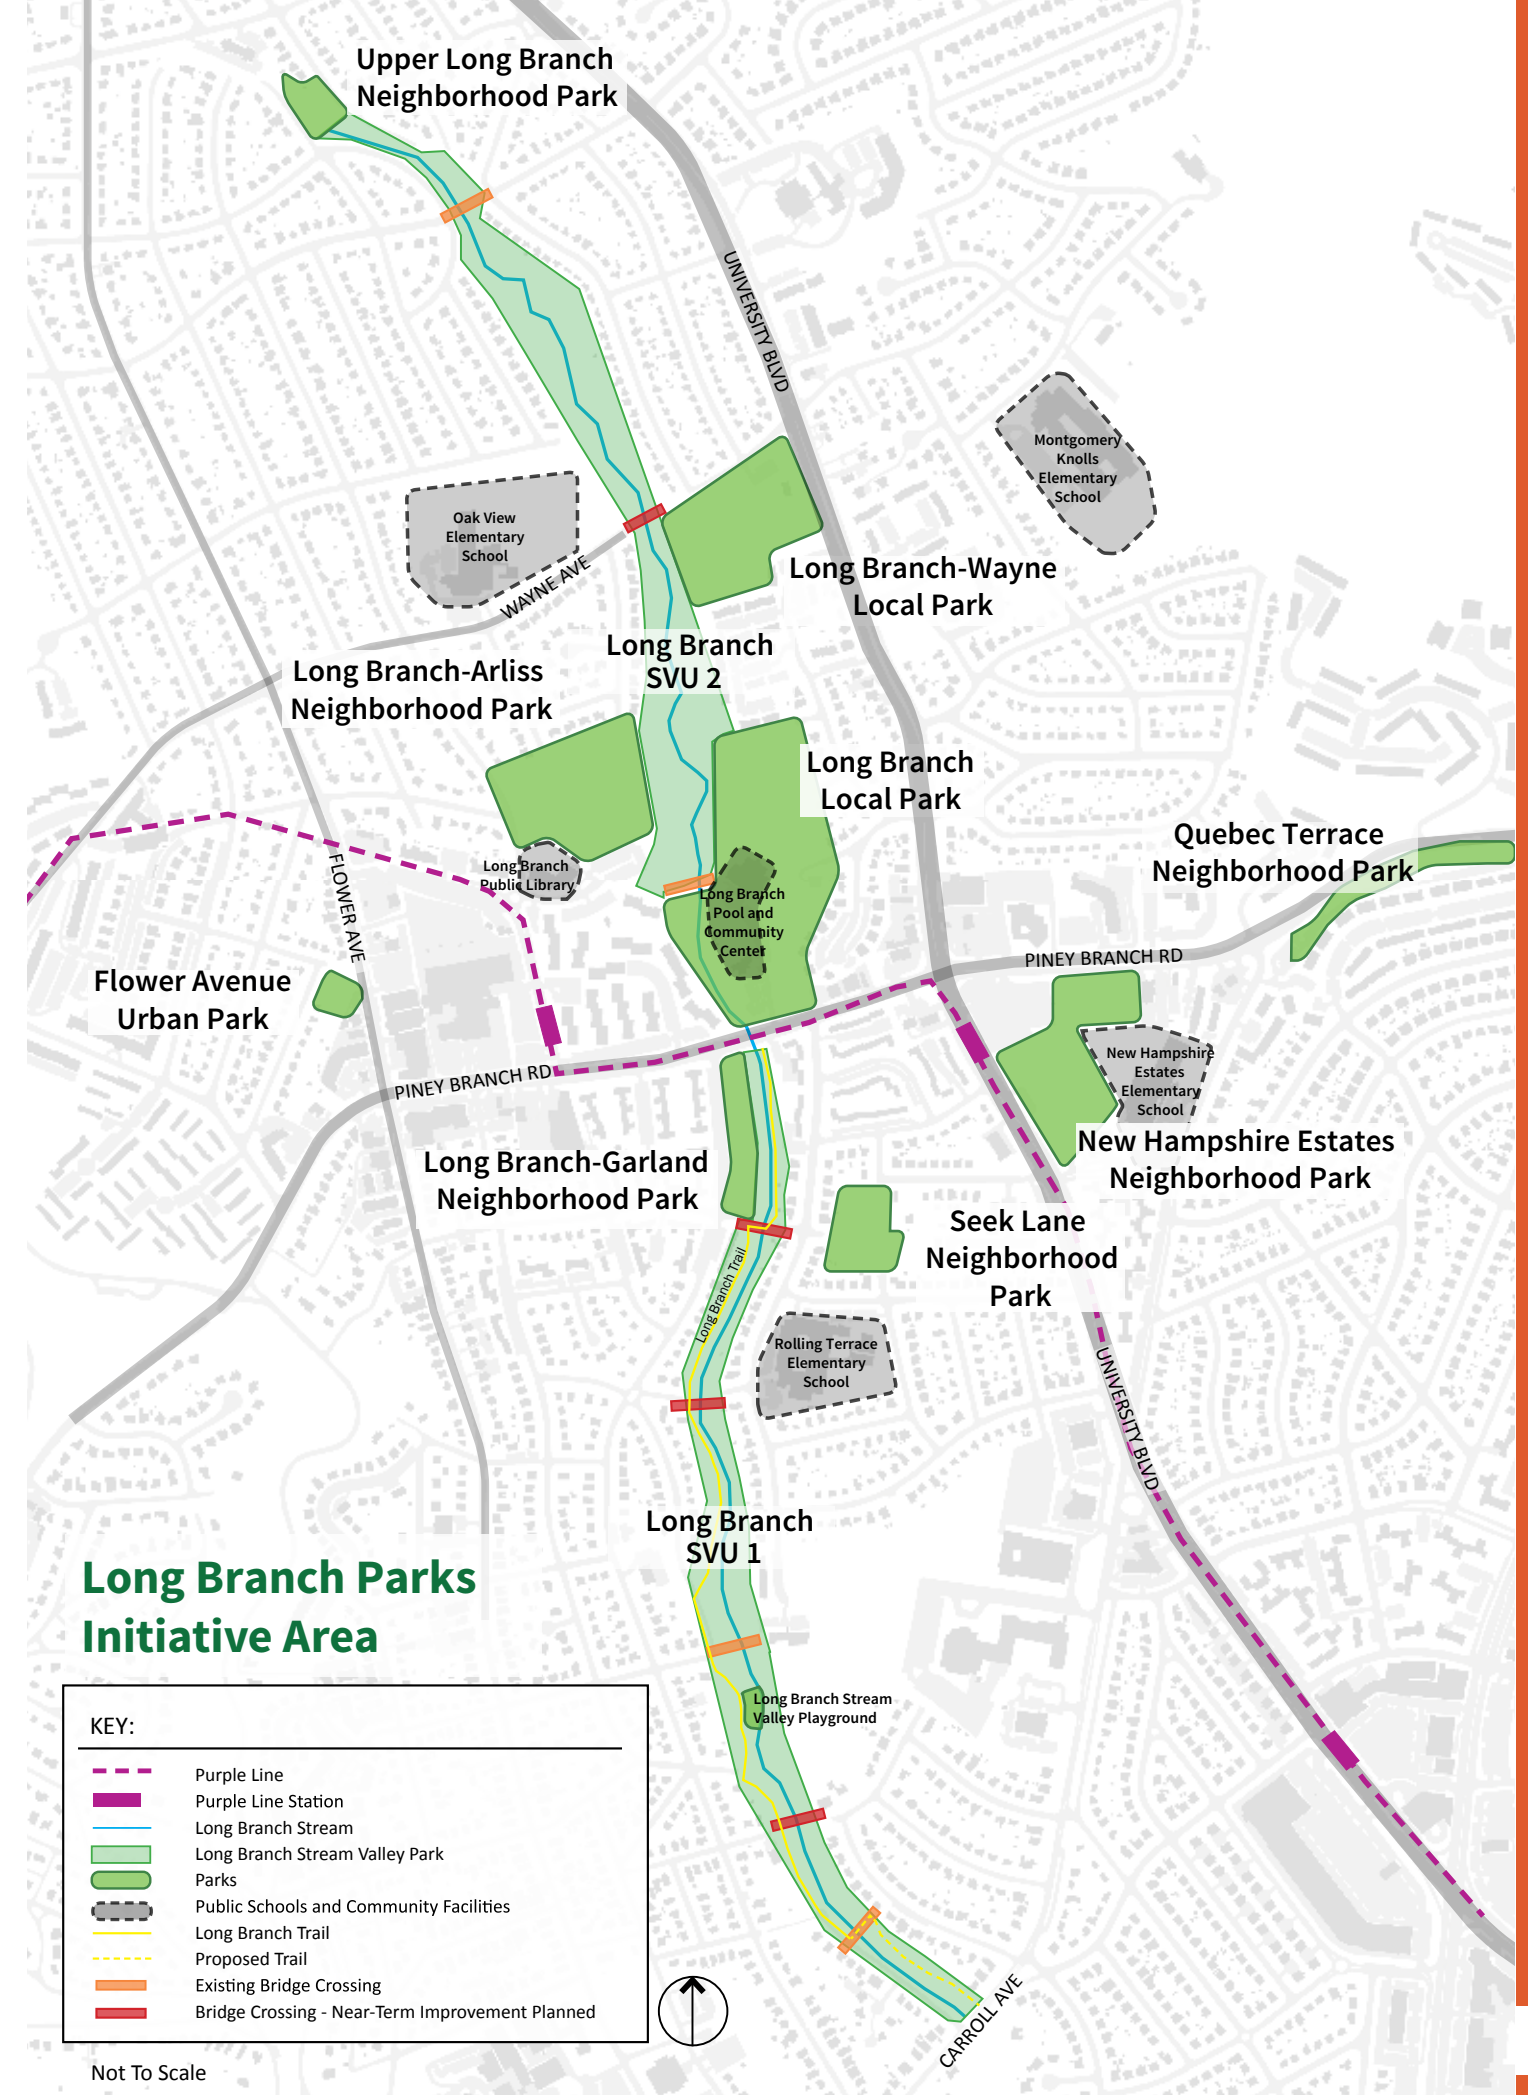 Upper Long Branch
Neighborhood Park
UNIVERSITY BLVD
Montgomery
Knolls
Elementary
School
Oak View
Elementary
School
WAYNE AVE
Long Branch-Wayne
Local Park
Long Branch
SVU 2
Long Branch-Arliss
Neighborhood Park
Long Branch
Local Park
Quebec Terrace
Neighborhood Park
Long Branch
Public Library
Long Branch
Pool and
Community
Center
FLOWER AVE
PINEY BRANCH RD
Flower Avenue
Urban Park
New Hampshire
Estates
Elementary
School
PINEY BRANCH RD
New Hampshire Estates
Neighborhood Park
Long Branch-Garland
Neighborhood Park
Seek Lane
Neighborhood
Park
Long Branch Trail
Rolling Terrace
Elementary
School
UNIVERSITY BLVD
Long Branch
SVU 1
Long Branch Parks
Initiative Area
Long Branch Stream
Valley Playground
KEY:
Purple Line
Purple Line Station
Long Branch Stream
Long Branch Stream Valley Park
Parks
Public Schools and Community Facilities
Long Branch Trail
Proposed Trail
Existing Bridge Crossing
Bridge Crossing - Near-Term Improvement Planned
CARROLL AVE
Not To Scale